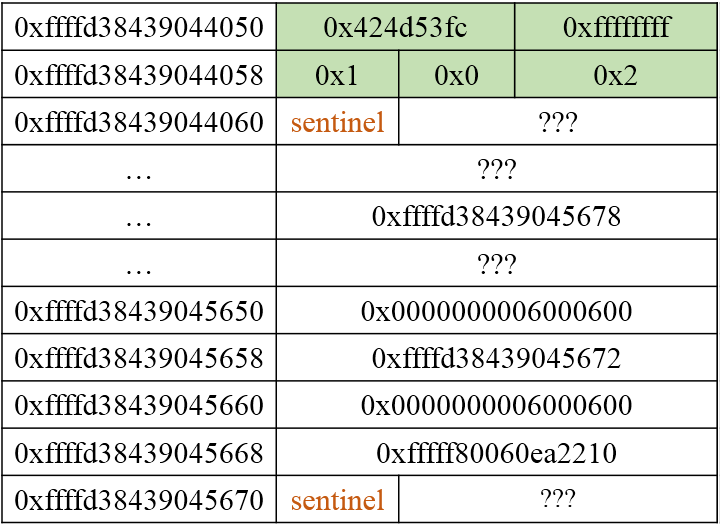 0xffffd38439044050 0x424d53fc 0xffffffff
0xffffd38439044058 0x1 0x0 0x2
0xffffd38439044060 sentinel ???
… ???
… 0xffffd38439045678
… ???
0xffffd38439045650 0x0000000006000600
0xffffd38439045658 0xffffd38439045672
0xffffd38439045660 0x0000000006000600
0xffffd38439045668 0xfffff80060ea2210
0xffffd38439045670 sentinel ???